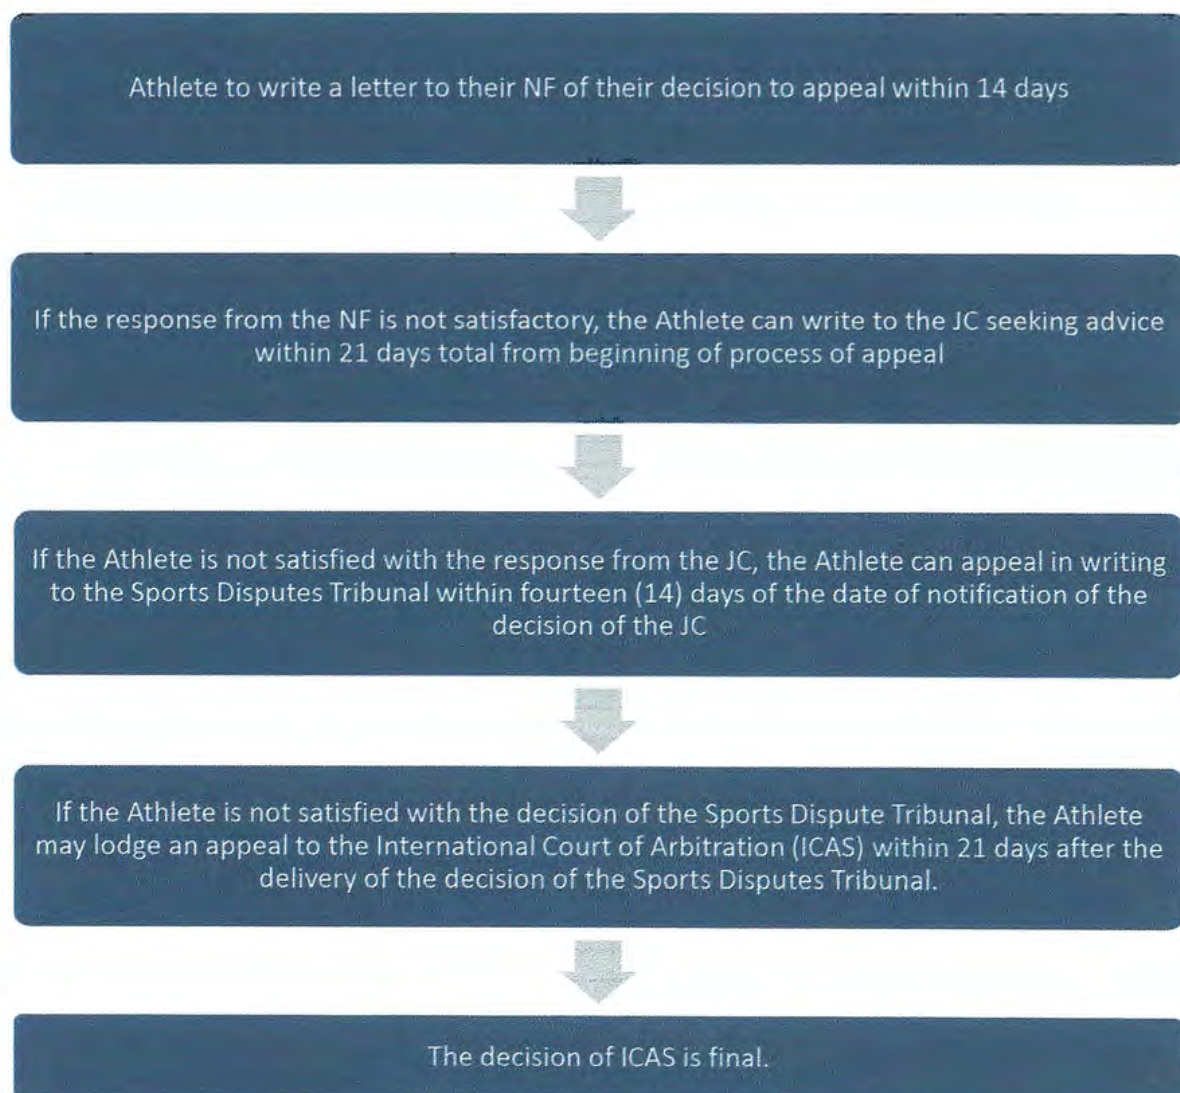 Athlete to write a letter to their NF of their decision to appeal within 14 days
If the response from the NF is not satisfactory, the Athlete can write to the JC seeking advice
within 21 days total from beginning of process of appeal
If the Athlete is not satisfied with the response from the JC, the Athlete can appeal in writing
to the Sports Disputes Tribunal within fourteen (14) days of the date of notification of the
decision of the JC
If the Athlete is not satisfied with the decision of the Sports Dispute Tribunal, the Athlete
may lodge an appeal to the International Court of Arbitration (ICAS) within 21 days after the
delivery of the decision of the Sports Disputes Tribunal.
The decision of ICAS is final.